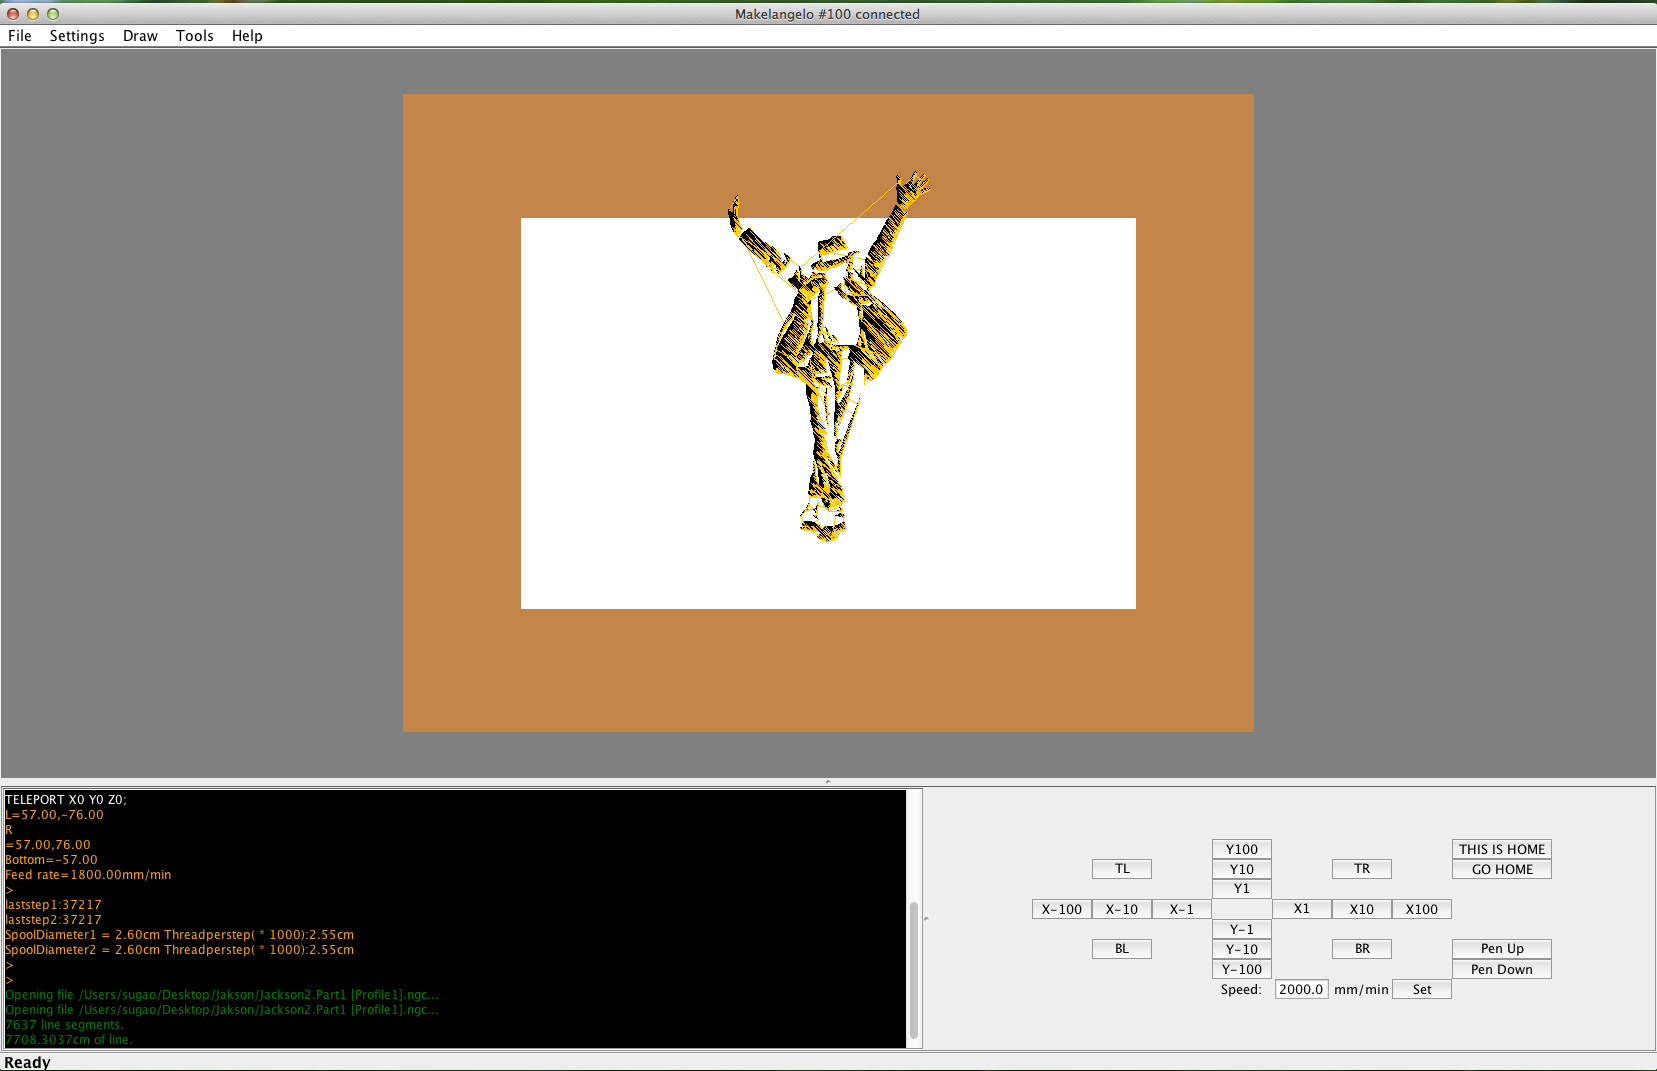 Makelangelo #100 connected
File Settings Draw Tools Help
TELEPORT X0 Y0 Z0;
L=57.00,-76.00
R
=57.00,76.00
Bottom=-57.00
Feed rate=1800.00mm/min
>
laststep1:37217
laststep2:37217
SpoolDiameter1 = 2.60cm Threadperstep( * 1000):2.55cm
SpoolDiameter2 = 2.60cm Threadperstep( * 1000):2.55cm
>
>
Opening file /Users/sugao/Desktop/Jakson/Jackson2.Part1 [Profile1].ngc...
Opening file /Users/sugao/Desktop/Jakson/Jackson2.Part1 [Profile1].ngc...
7637 line segments.
7708.3037cm of line.
Y100 THIS IS HOME
TL Y10 TR GO HOME
Y1
X-100 X-10 X-1 X1 X10 X100
Y-1
BL Y-10 BR Pen Up
Y-100 Pen Down
Speed: 2000.0 mm/min Set
Ready